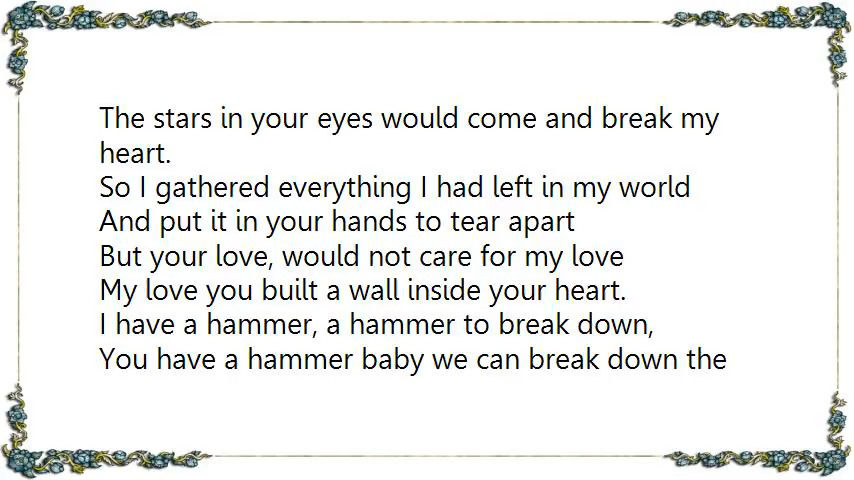 The stars in your eyes would come and break my
heart.
So I gathered everything I had left in my world
And put it in your hands to tear apart
But your love, would not care for my love
My love you built a wall inside your heart.
I have a hammer, a hammer to break down,
You have a hammer baby we can break down the